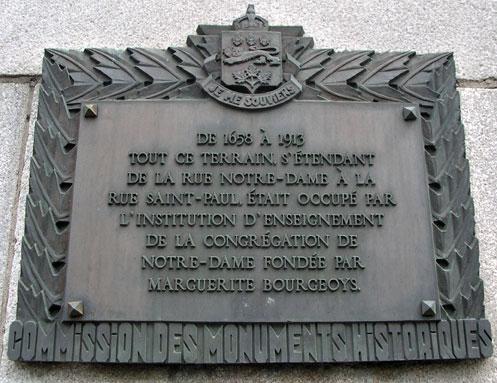 JE ME SOUVIENS
DE 1658 À 1913
TOUT CE TERRAIN, S'ÉTENDANT
DE LA RUE NOTRE-DAME À LA
RUE SAINT-PAUL, ÉTAIT OCCUPÉ PAR
L'INSTITUTION D'ENSEIGNEMENT
DE LA CONGRÉGATION DE
NOTRE-DAME FONDÉE PAR
MARGUERITE BOURGEOYS.
COMMISSION DES MONUMENTS HISTORIQUES